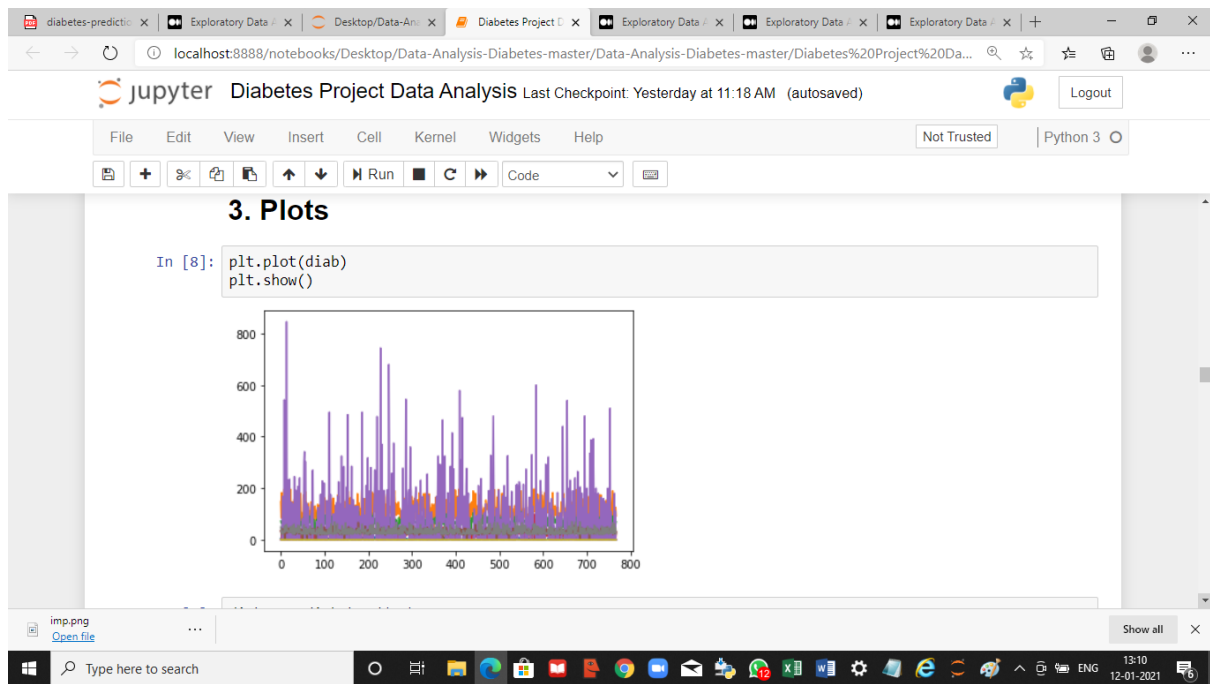 diabetes-predictio
Exploratory Data A
Desktop/Data-Ana
Diabetes Project D
Exploratory Data A
Exploratory Data A
Exploratory Data A
localhost:8888/notebooks/Desktop/Data-Analysis-Diabetes-master/Data-Analysis-Diabetes-master/Diabetes%20Project%20Da...
jupyter Diabetes Project Data Analysis Last Checkpoint: Yesterday at 11:18 AM (autosaved)
Logout
File Edit View Insert Cell Kernel Widgets Help
Not Trusted
Python 3
Run
Code
3. Plots
In [8]: plt.plot(diab)
plt.show()
800
600
400
200
0
0 100 200 300 400 500 600 700 800
imp.png
Open file
...
Show all
Type here to search
12
ENG
13:10
12-01-2021
6